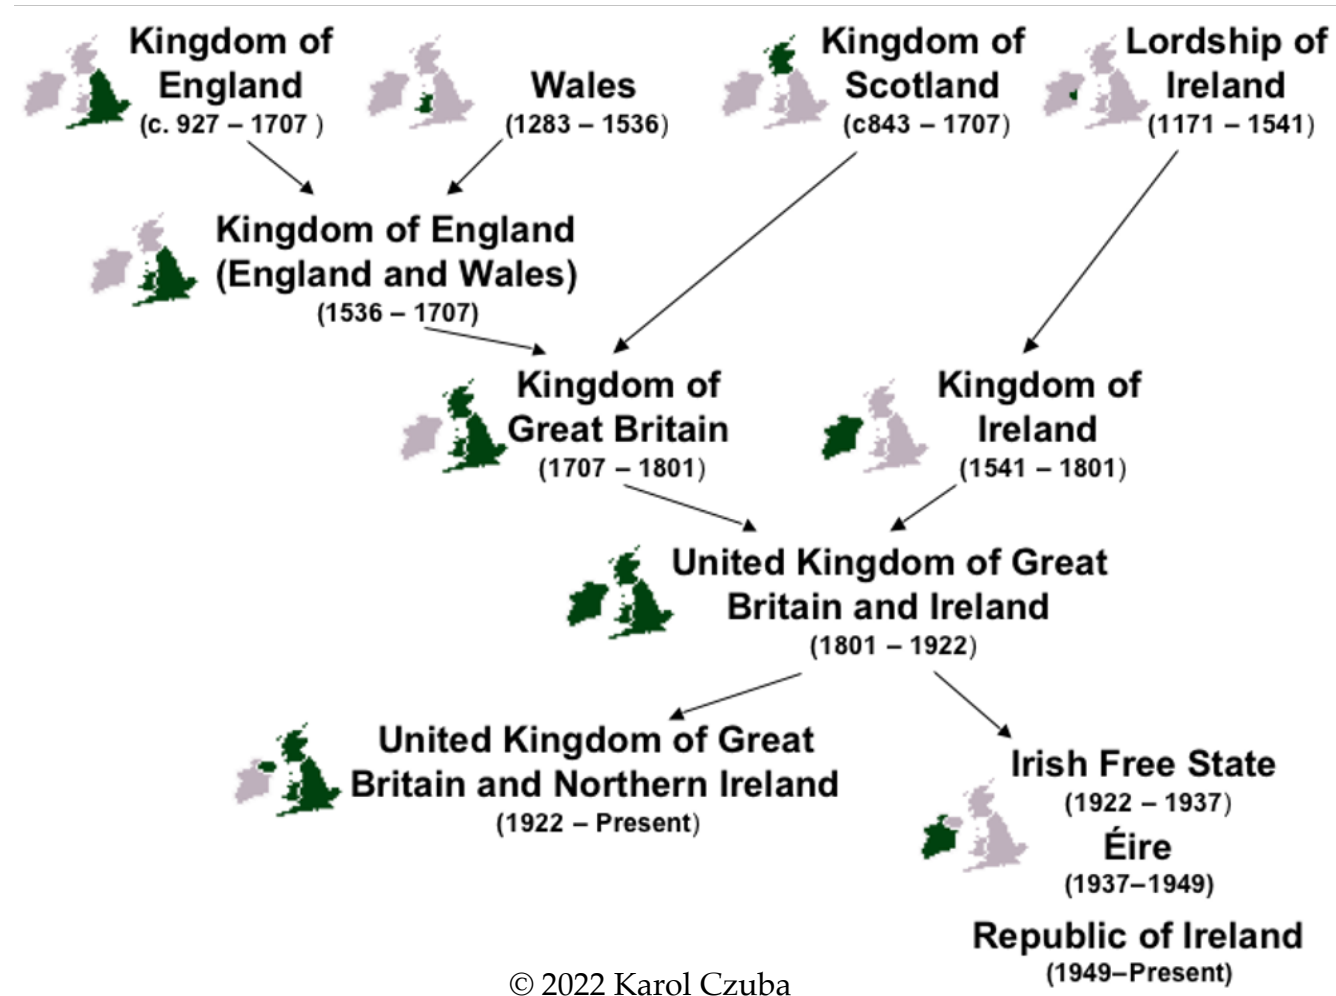 Kingdom of
England
(c. 927 – 1707 )
Wales
(1283 – 1536)
Kingdom of
Scotland
(c843 – 1707)
Lordship of
Ireland
(1171 – 1541)
Kingdom of England
(England and Wales)
(1536 – 1707)
Kingdom of
Great Britain
(1707 – 1801)
Kingdom of
Ireland
(1541 – 1801)
United Kingdom of Great
Britain and Ireland
(1801 – 1922)
United Kingdom of Great
Britain and Northern Ireland
(1922 – Present)
Irish Free State
(1922 – 1937)
Éire
(1937–1949)
Republic of Ireland
(1949–Present)
© 2022 Karol Czuba